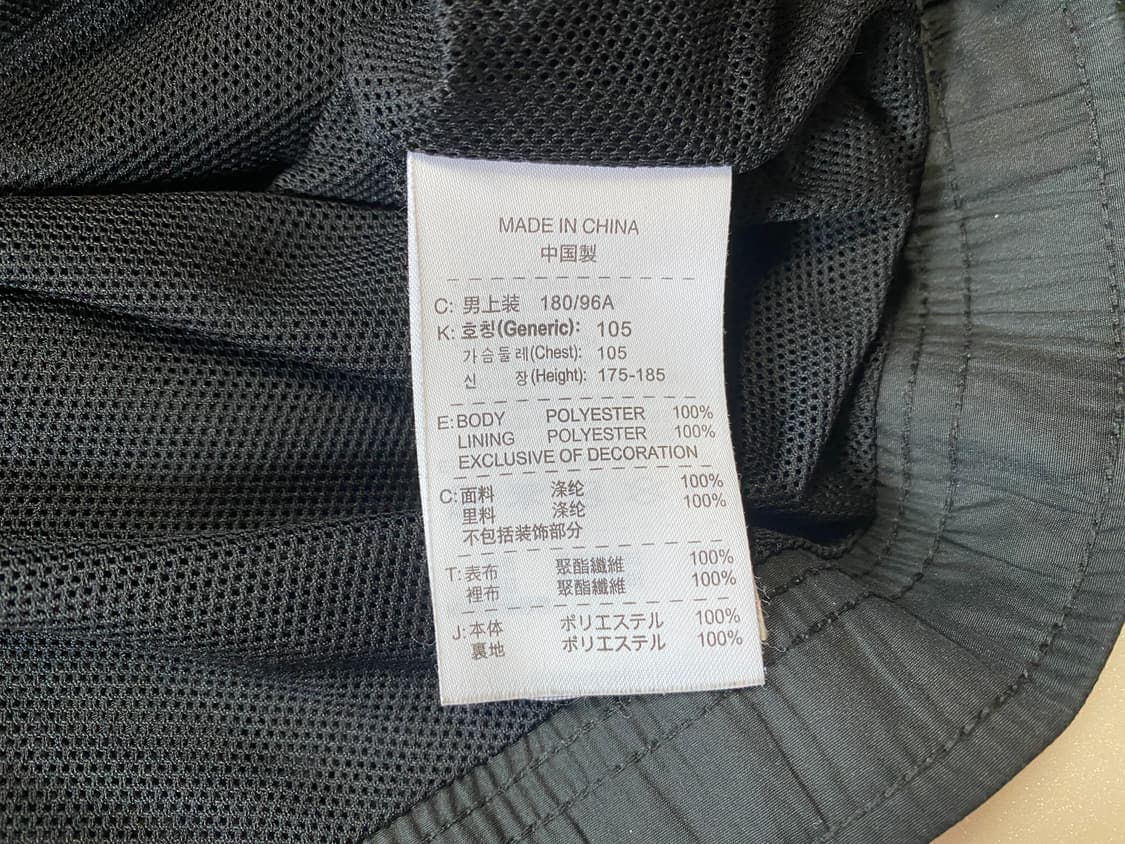 MADE IN CHINA
中国製
C: 男上装 180/96A
K: 호칭(Generic): 105
가슴둘레(Chest): 105
신 장(Height): 175-185
E: BODY POLYESTER 100%
LINING POLYESTER 100%
EXCLUSIVE OF DECORATION
C: 面料 涤纶 100%
里料 涤纶 100%
不包括装饰部分
T: 表布 聚酯纖維 100%
裡布 聚酯纖維 100%
J: 本体 ポリエステル 100%
裏地 ポリエステル 100%